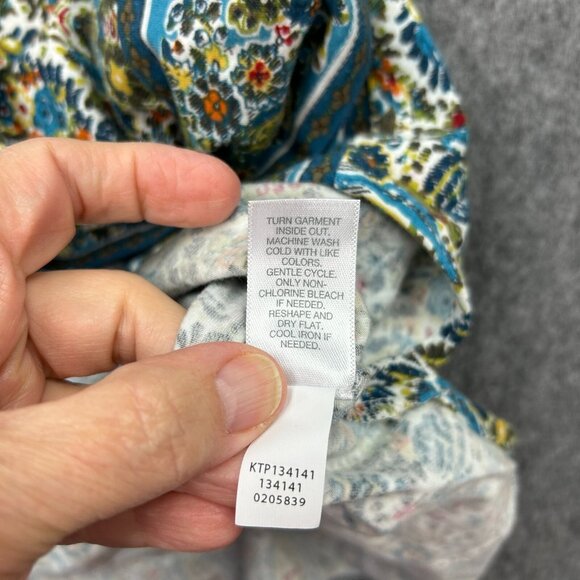 TURN GARMENT
INSIDE OUT.
MACHINE WASH
COLD WITH LIKE
COLORS.
GENTLE CYCLE.
ONLY NON-
CHLORINE BLEACH
IF NEEDED.
RESHAPE AND
DRY FLAT.
COOL IRON IF
NEEDED.
KTP134141
134141
0205839